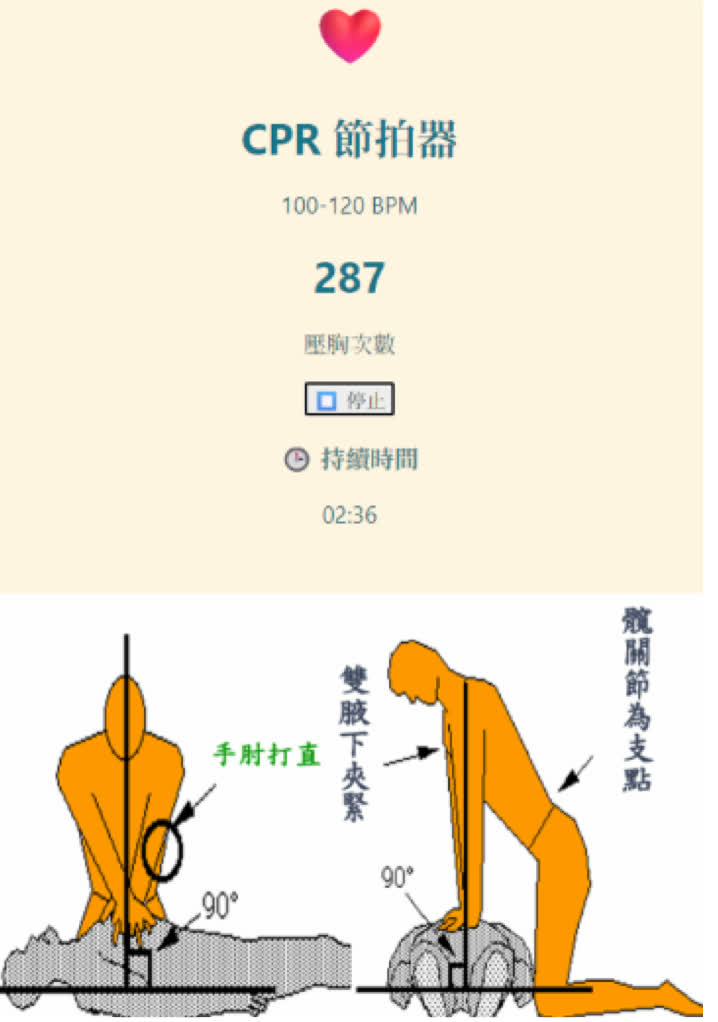 CPR 節拍器
100-120 BPM
287
壓胸次數
停止
持續時間
02:36
手肘打直
90°
雙腋下夾緊
髖關節為支點
90°